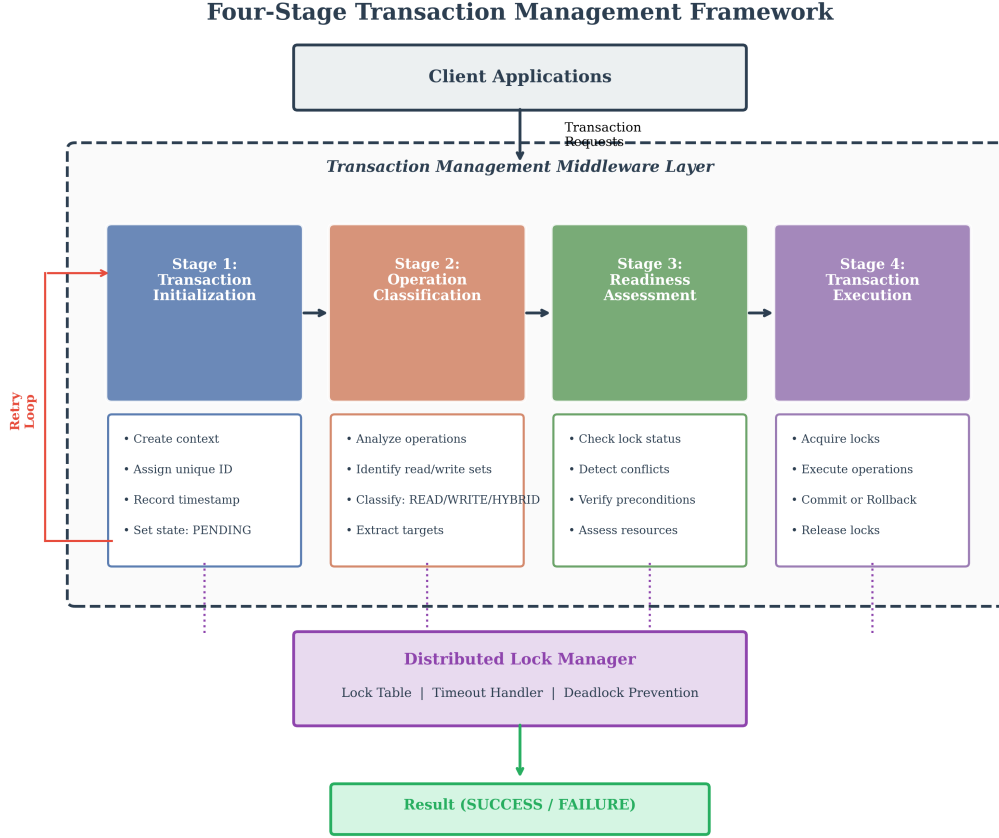 Four-Stage Transaction Management Framework
Client Applications
Transaction
Requests
Transaction Management Middleware Layer
Stage 1:
Transaction
Initialization
Stage 2:
Operation
Classification
Stage 3:
Readiness
Assessment
Stage 4:
Transaction
Execution
Retry
Loop
• Create context
• Assign unique ID
• Record timestamp
• Set state: PENDING
• Analyze operations
• Identify read/write sets
• Classify: READ/WRITE/HYBRID
• Extract targets
• Check lock status
• Detect conflicts
• Verify preconditions
• Assess resources
• Acquire locks
• Execute operations
• Commit or Rollback
• Release locks
Distributed Lock Manager
Lock Table | Timeout Handler | Deadlock Prevention
Result (SUCCESS / FAILURE)